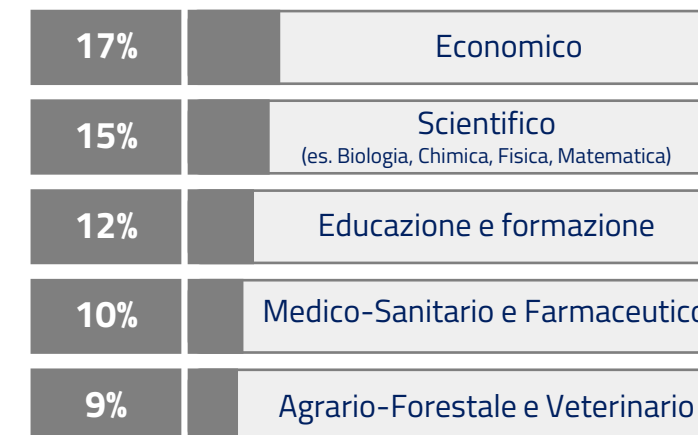 17% Economico
15% Scientifico
(es. Biologia, Chimica, Fisica, Matematica)
12% Educazione e formazione
10% Medico-Sanitario e Farmaceutico
9% Agrario-Forestale e Veterinario